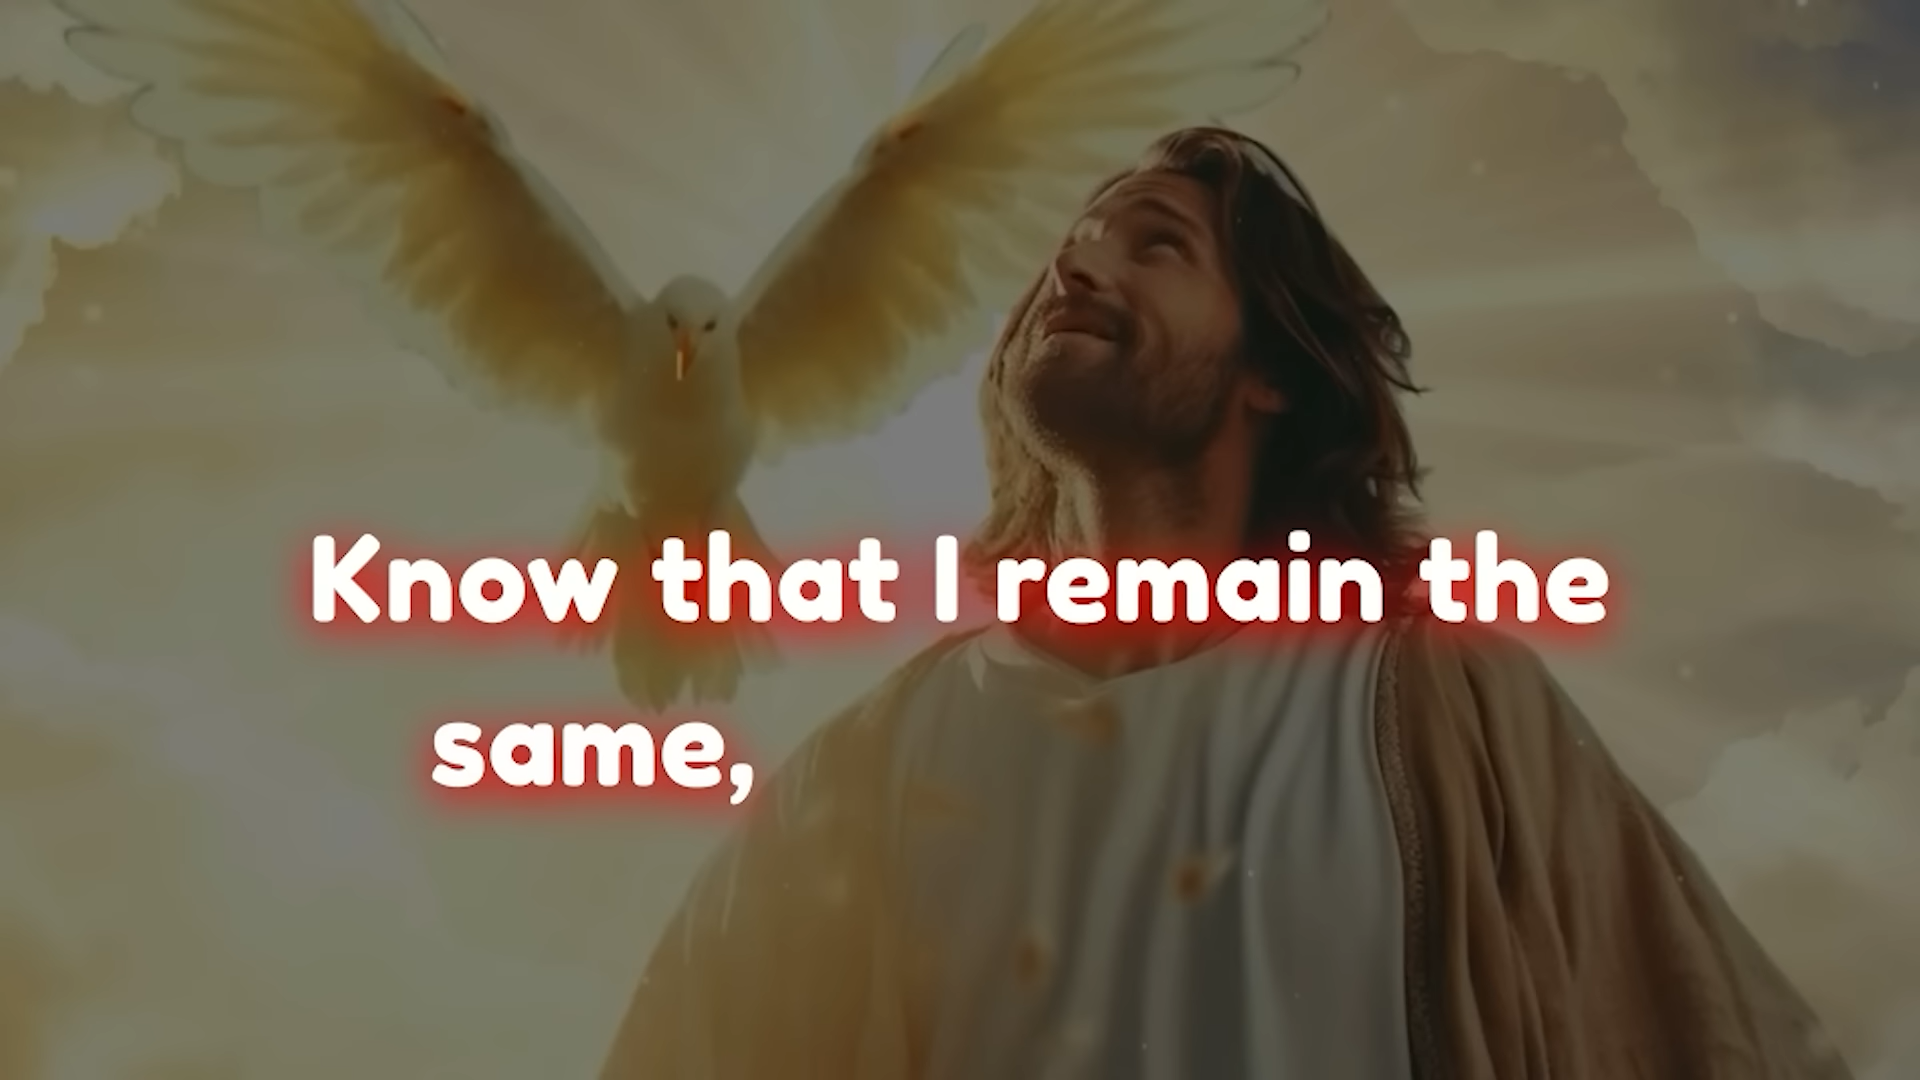 Know that I remain the
same,